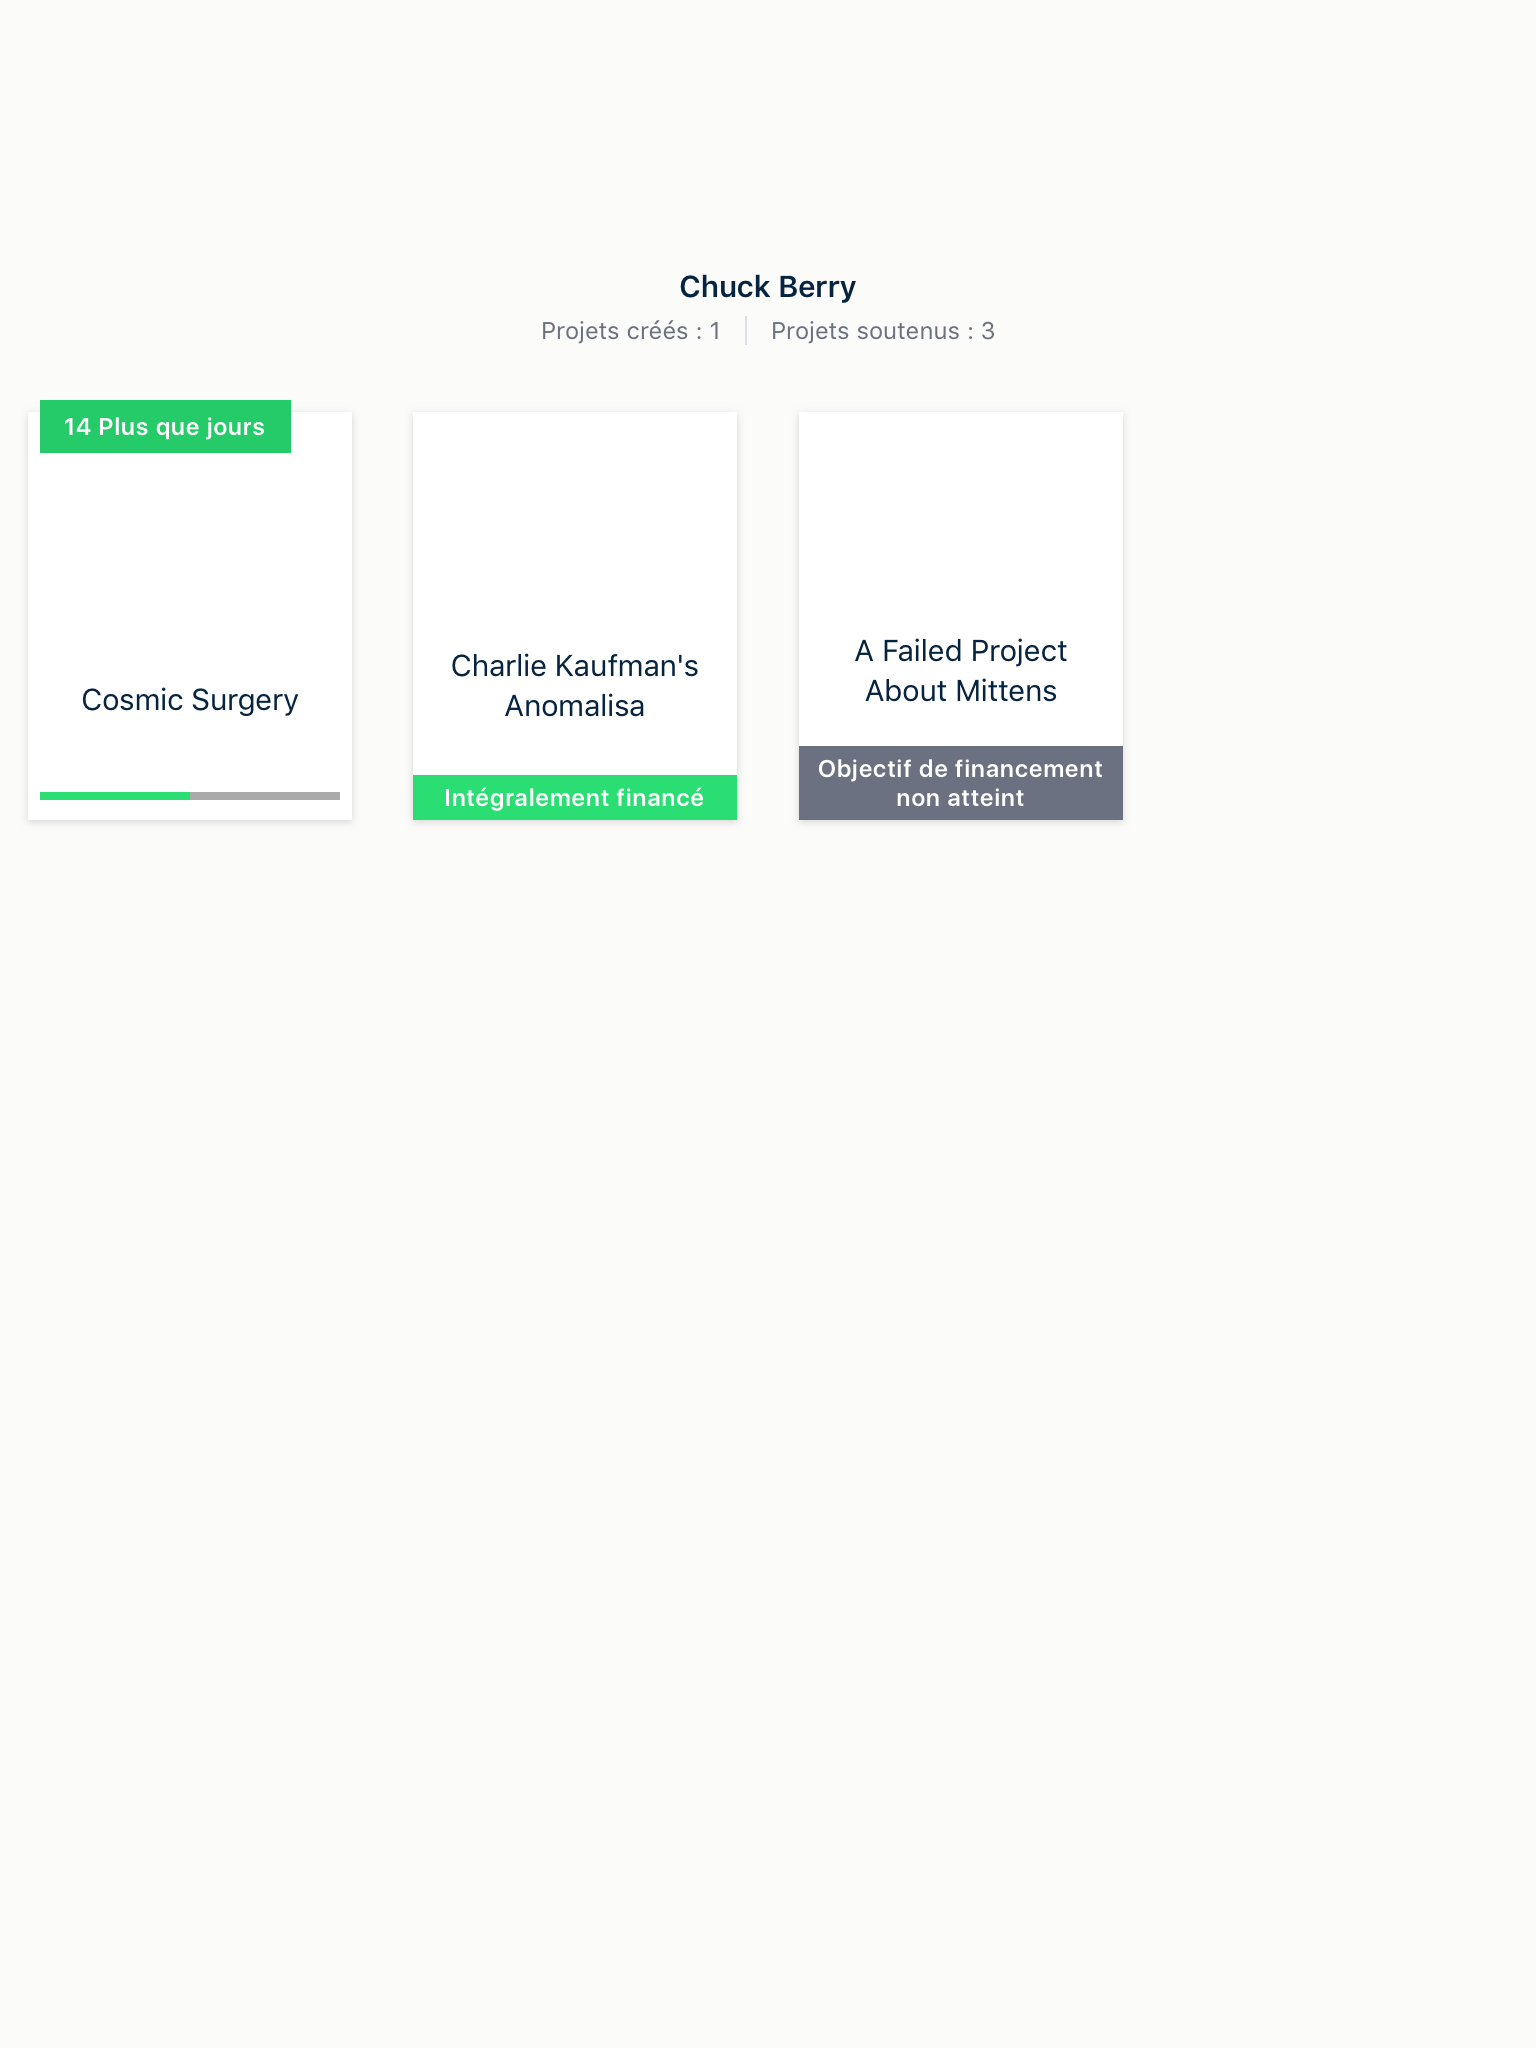 Chuck Berry
Projets créés : 1
Projets soutenus : 3
14 Plus que jours
Cosmic Surgery
Charlie Kaufman's
Anomalisa
Intégralement financé
A Failed Project
About Mittens
Objectif de financement
non atteint